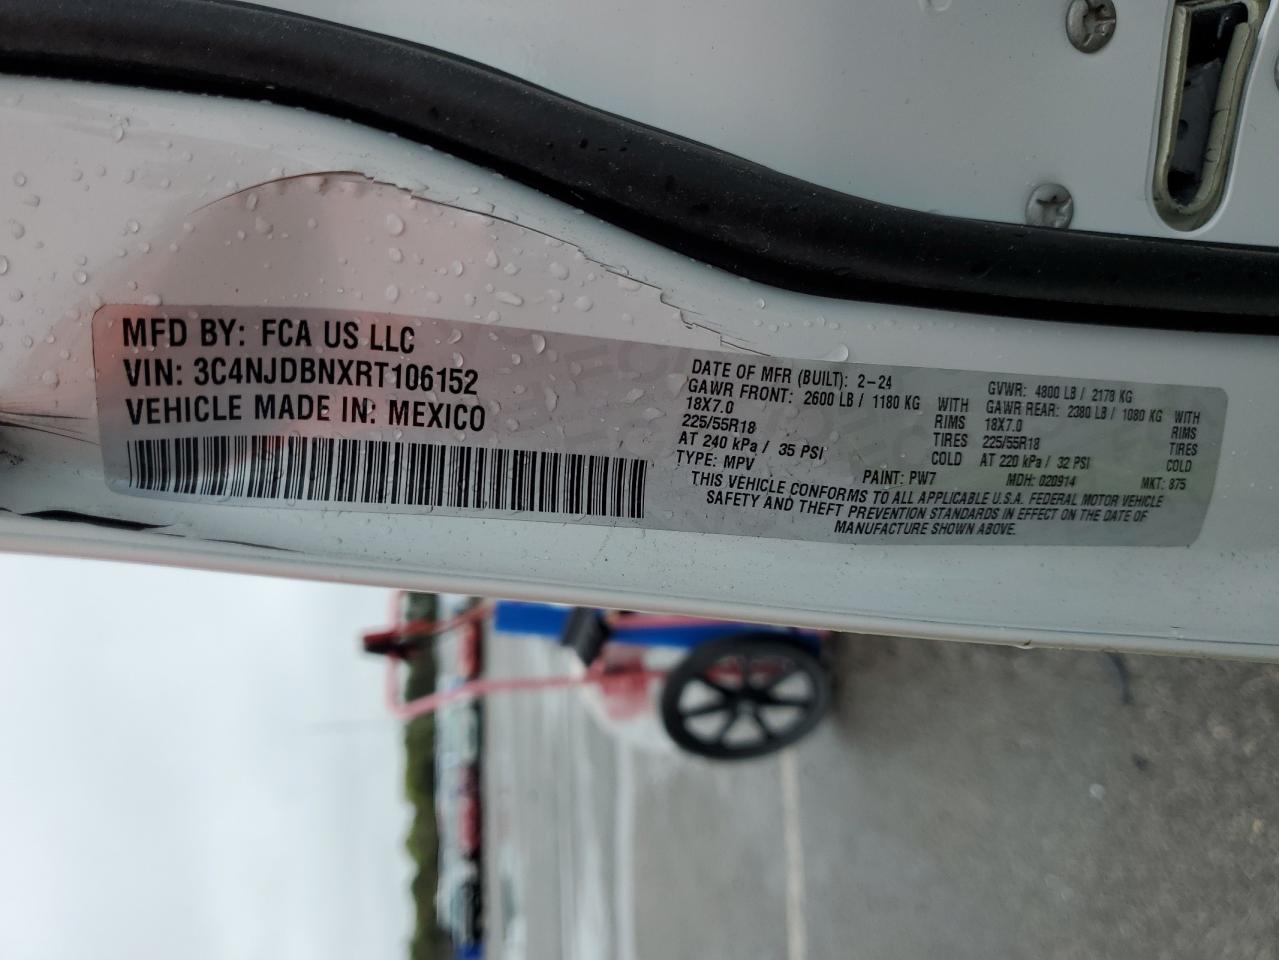 MFD BY: FCA US LLC
VIN: 3C4NJDBNXRT106152
VEHICLE MADE IN: MEXICO
DATE OF MFR (BUILT): 2-24 GVWR: 4800 LB / 2178 KG
GAWR FRONT: 2600 LB / 1180 KG WITH GAWR REAR: 2380 LB / 1080 KG WITH
18X7.0 RIMS 18X7.0 RIMS
225/55R18 TIRES 225/55R18 TIRES
AT 240 kPa / 35 PSI COLD AT 220 kPa / 32 PSI COLD
TYPE: MPV PAINT: PW7 MDH: 020914 MKT: 875
THIS VEHICLE CONFORMS TO ALL APPLICABLE U.S.A. FEDERAL MOTOR VEHICLE
SAFETY AND THEFT PREVENTION STANDARDS IN EFFECT ON THE DATE OF
MANUFACTURE SHOWN ABOVE.